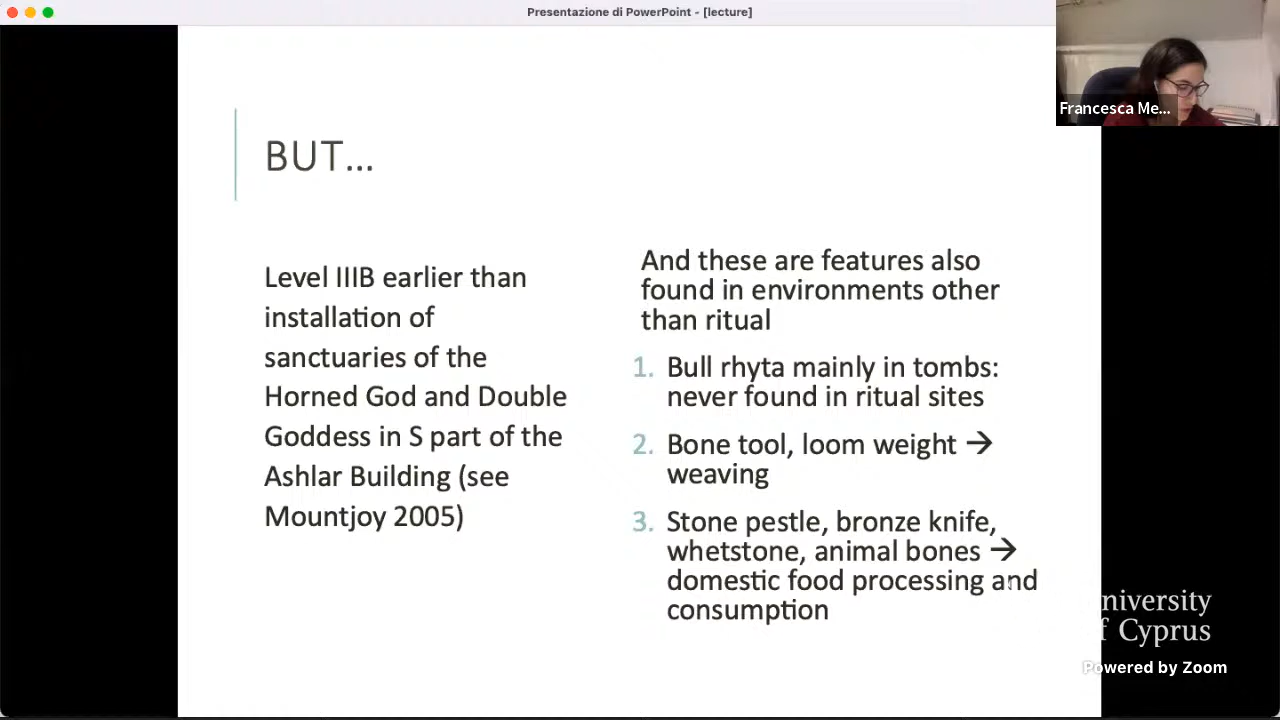 Presentazione di PowerPoint - [lecture]
Francesca Me...
BUT...
Level IIIB earlier than
installation of
sanctuaries of the
Horned God and Double
Goddess in S part of the
Ashlar Building (see
Mountjoy 2005)
And these are features also
found in environments other
than ritual
1. Bull rhyta mainly in tombs:
never found in ritual sites
2. Bone tool, loom weight →
weaving
3. Stone pestle, bronze knife,
whetstone, animal bones →
domestic food processing and
consumption
niversity
f Cyprus
Powered by Zoom